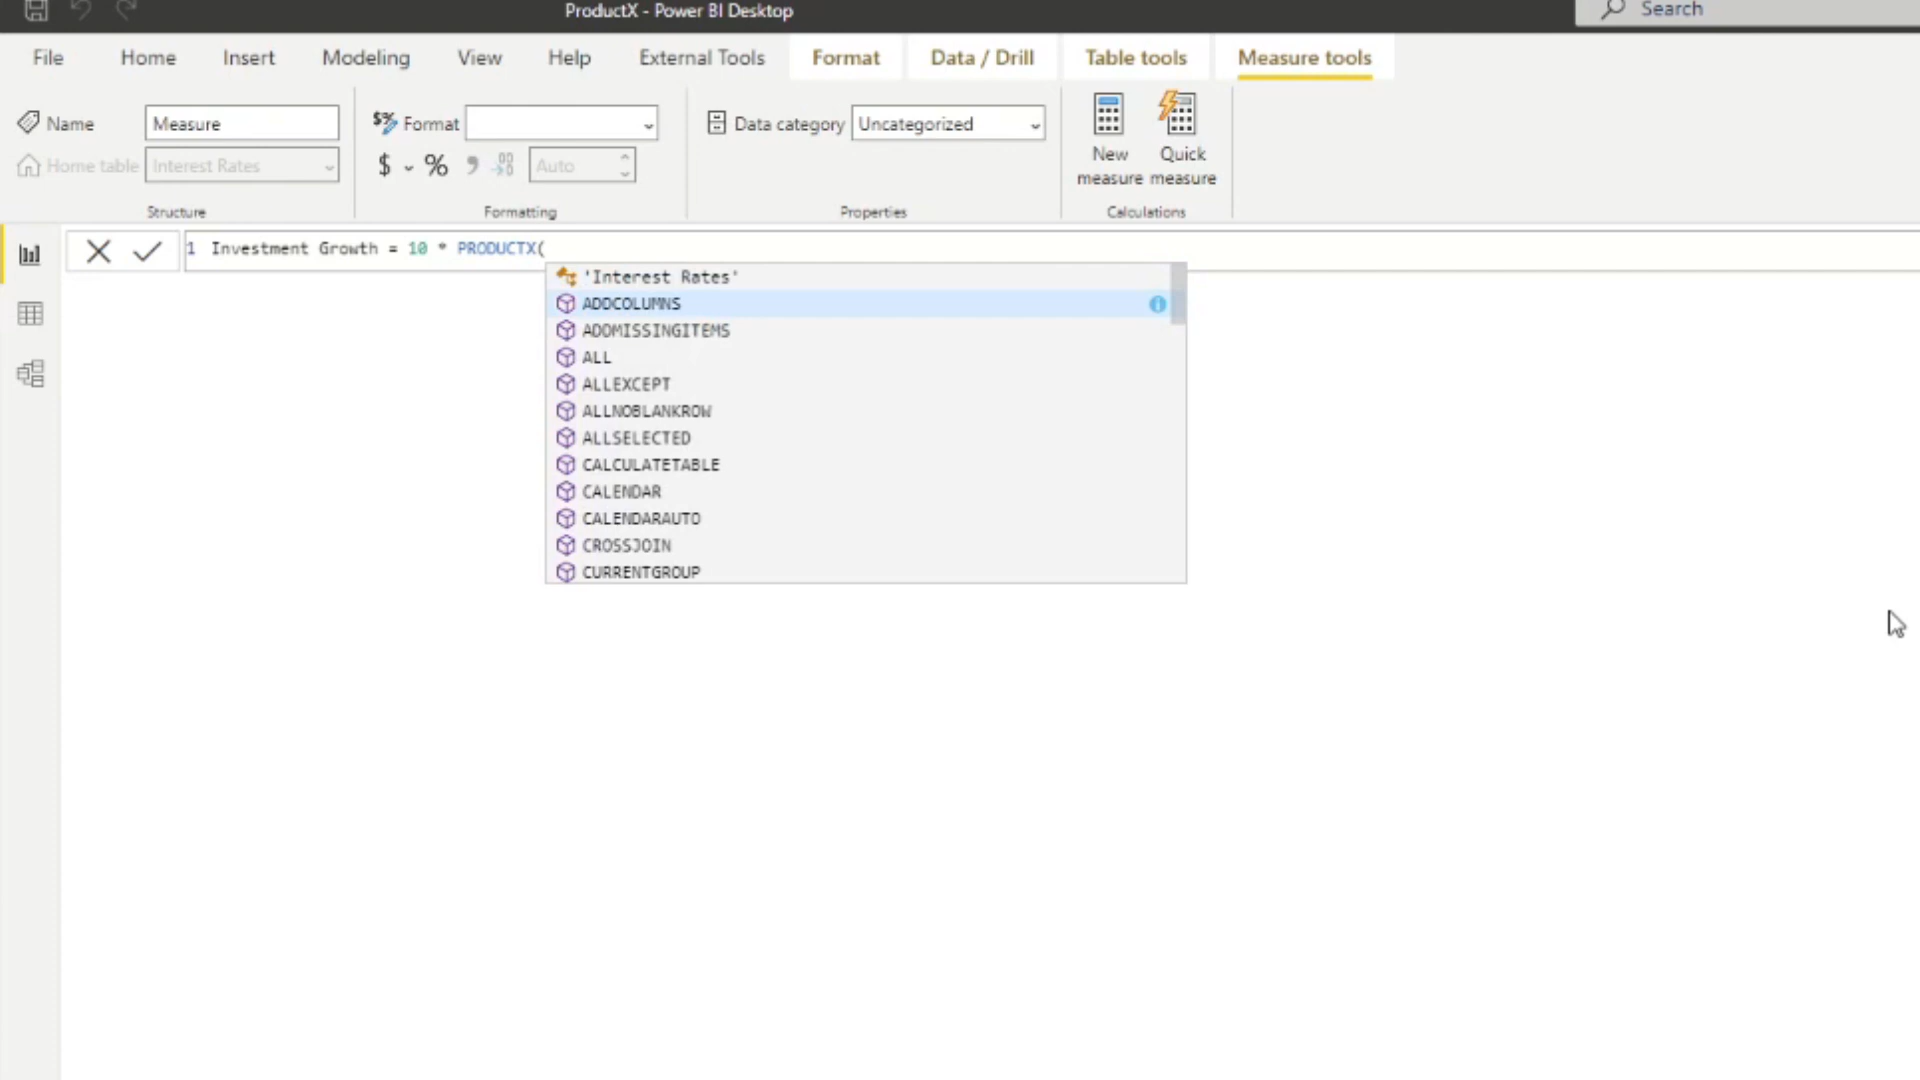 ProductX - Power BI Desktop
Search
File Home Insert Modeling View Help External Tools Format Data / Drill Table tools Measure tools
Name Measure
Home table Interest Rates
Structure
$% Format
$ % 9 .00 Auto
Formatting
Data category Uncategorized
Properties
New measure
Quick measure
Calculations
1 Investment Growth = 10 * PRODUCTX(
'Interest Rates'
ADDCOLUMNS
ADDMISSINGITEMS
ALL
ALLEXCEPT
ALLNOBLANKROW
ALLSELECTED
CALCULATETABLE
CALENDAR
CALENDARAUTO
CROSSJOIN
CURRENTGROUP